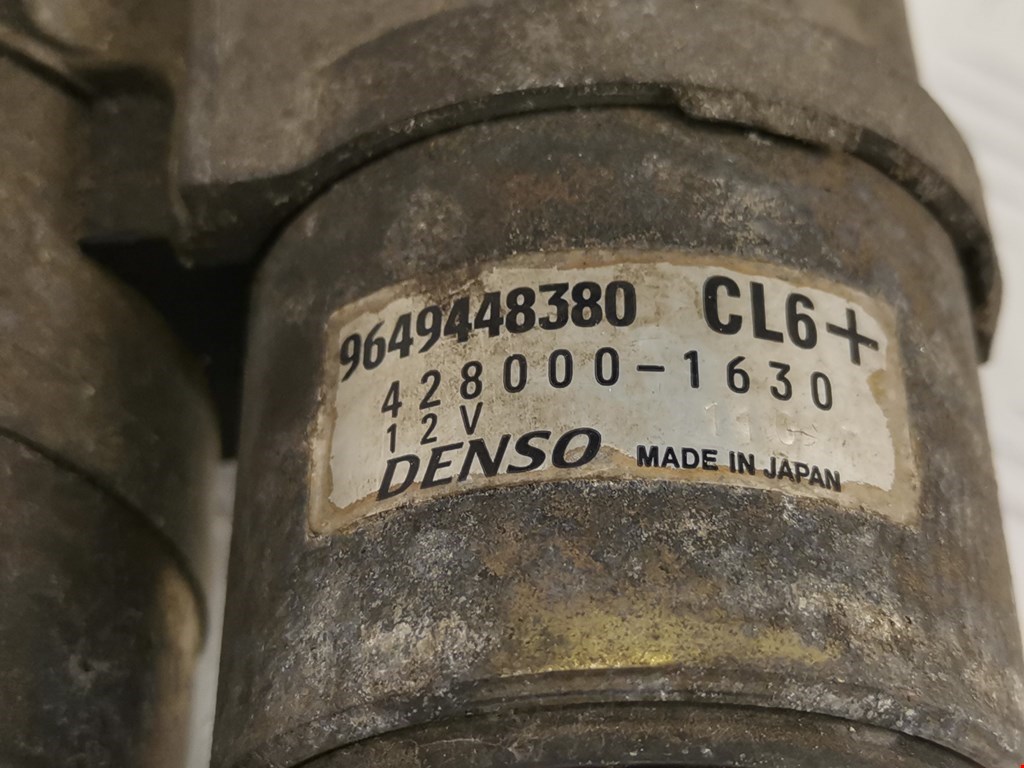 9649448380 CL6+
428000-1630
12V
DENSO MADE IN JAPAN